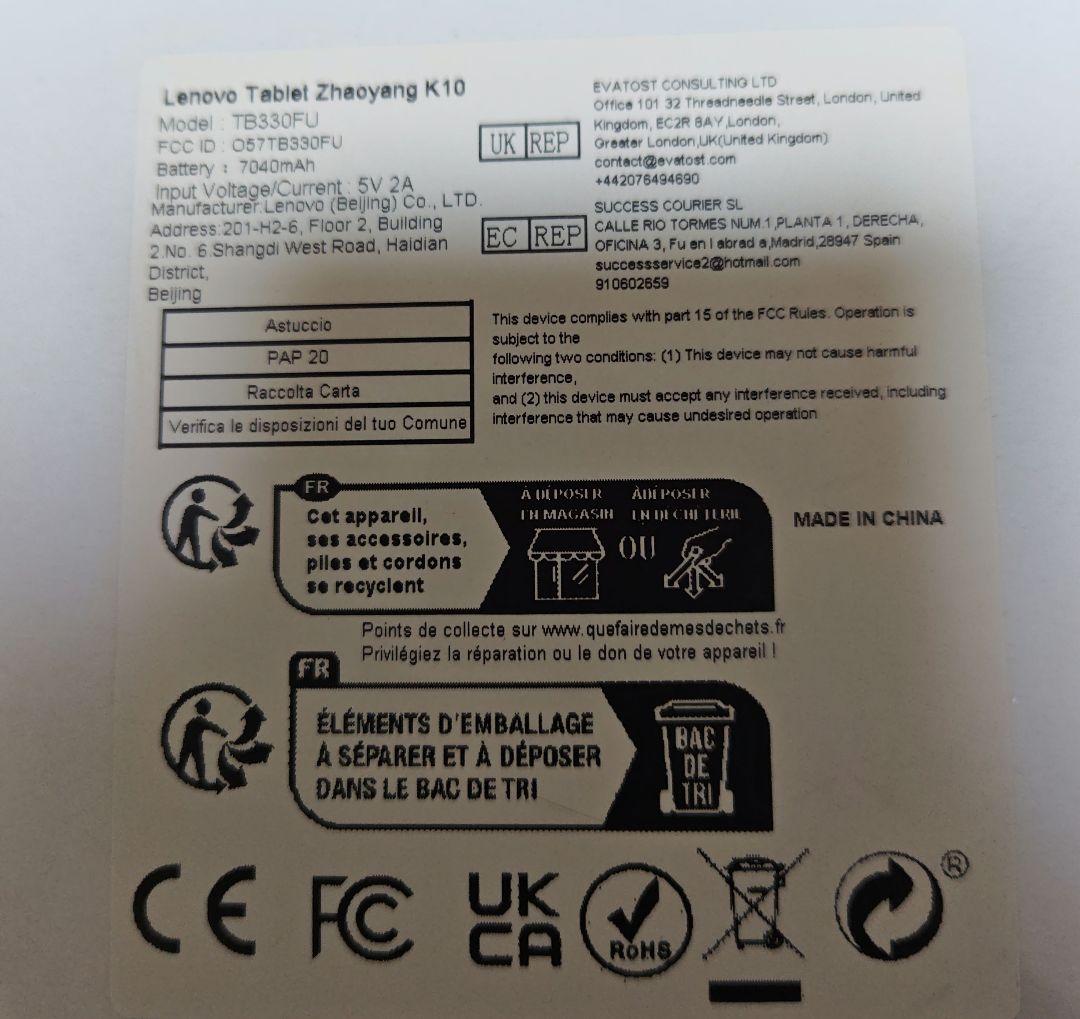 Lenovo Tablet Zhaoyang K10
Model : TB330FU
FCC ID : O57TB330FU
Battery : 7040mAh
Input Voltage/Current : 5V 2A
Manufacturer:Lenovo (Beijing) Co., LTD.
Address:201-H2-6, Floor 2, Building
2.No. 6.Shangdi West Road, Haidian
District,
Beijing
UK REP
EVATOST CONSULTING LTD
Office 101 32 Threadneedle Street, London, United
Kingdom, EC2R 8AY,London,
Greater London,UK(United Kingdom)
contact@evatost.com
+442076494690
EC REP
SUCCESS COURIER SL
CALLE RIO TORMES NUM.1,PLANTA 1, DERECHA,
OFICINA 3, Fu en l abrad a,Madrid,28947 Spain
successservice2@hotmail.com
910602659
Astuccio
PAP 20
Raccolta Carta
Verifica le disposizioni del tuo Comune
This device complies with part 15 of the FCC Rules. Operation is
subject to the
following two conditions: (1) This device may not cause harmful
interference,
and (2) this device must accept any interference received, including
interference that may cause undesired operation
FR
Cet appareil,
ses accessoires,
piles et cordons
se recyclent
À DÉPOSER
EN MAGASIN
OU
À DÉPOSER
EN DÉCHÈTERIE
MADE IN CHINA
Points de collecte sur www.quefairedemesdechets.fr
Privilégiez la réparation ou le don de votre appareil !
FR
ÉLÉMENTS D'EMBALLAGE
À SÉPARER ET À DÉPOSER
DANS LE BAC DE TRI
BAC
DE
TRI
CE
FC
UK
CA
RoHS
®